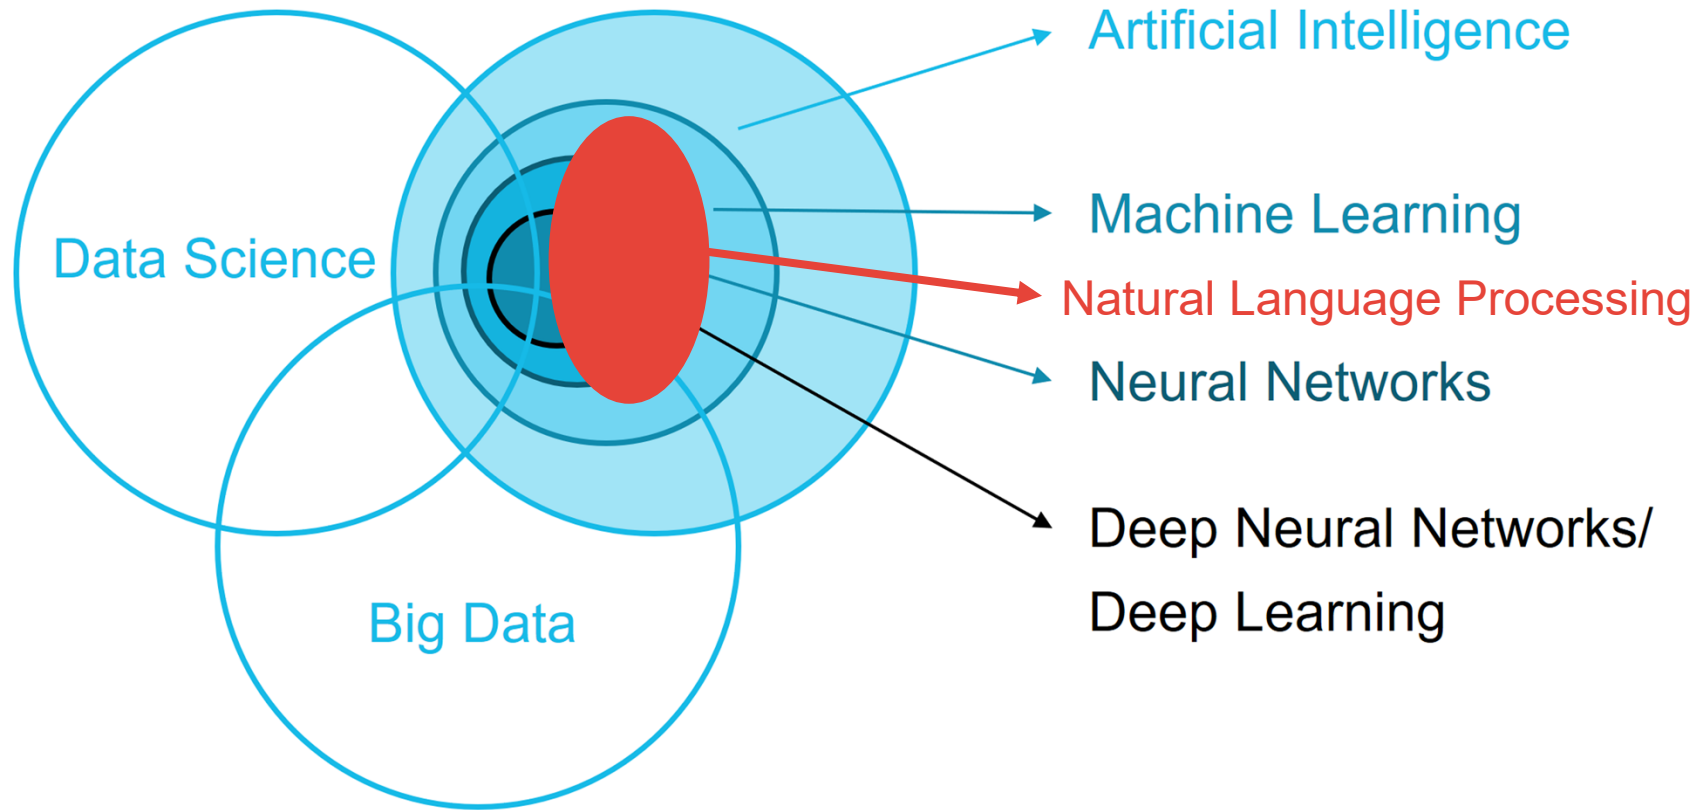 Artificial Intelligence
Machine Learning
Data Science
Natural Language Processing
Neural Networks
Deep Neural Networks/
Deep Learning
Big Data